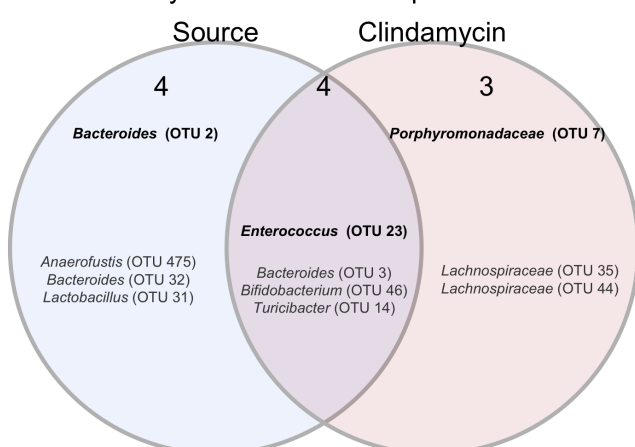 Source Clindamycin
4 4 3
Bacteroides (OTU 2)
Porphyromonadaceae (OTU 7)
Enterococcus (OTU 23)
Anaerofustis (OTU 475)
Bacteroides (OTU 32)
Lactobacillus (OTU 31)
Bacteroides (OTU 3)
Bifidobacterium (OTU 46)
Turicibacter (OTU 14)
Lachnospiraceae (OTU 35)
Lachnospiraceae (OTU 44)